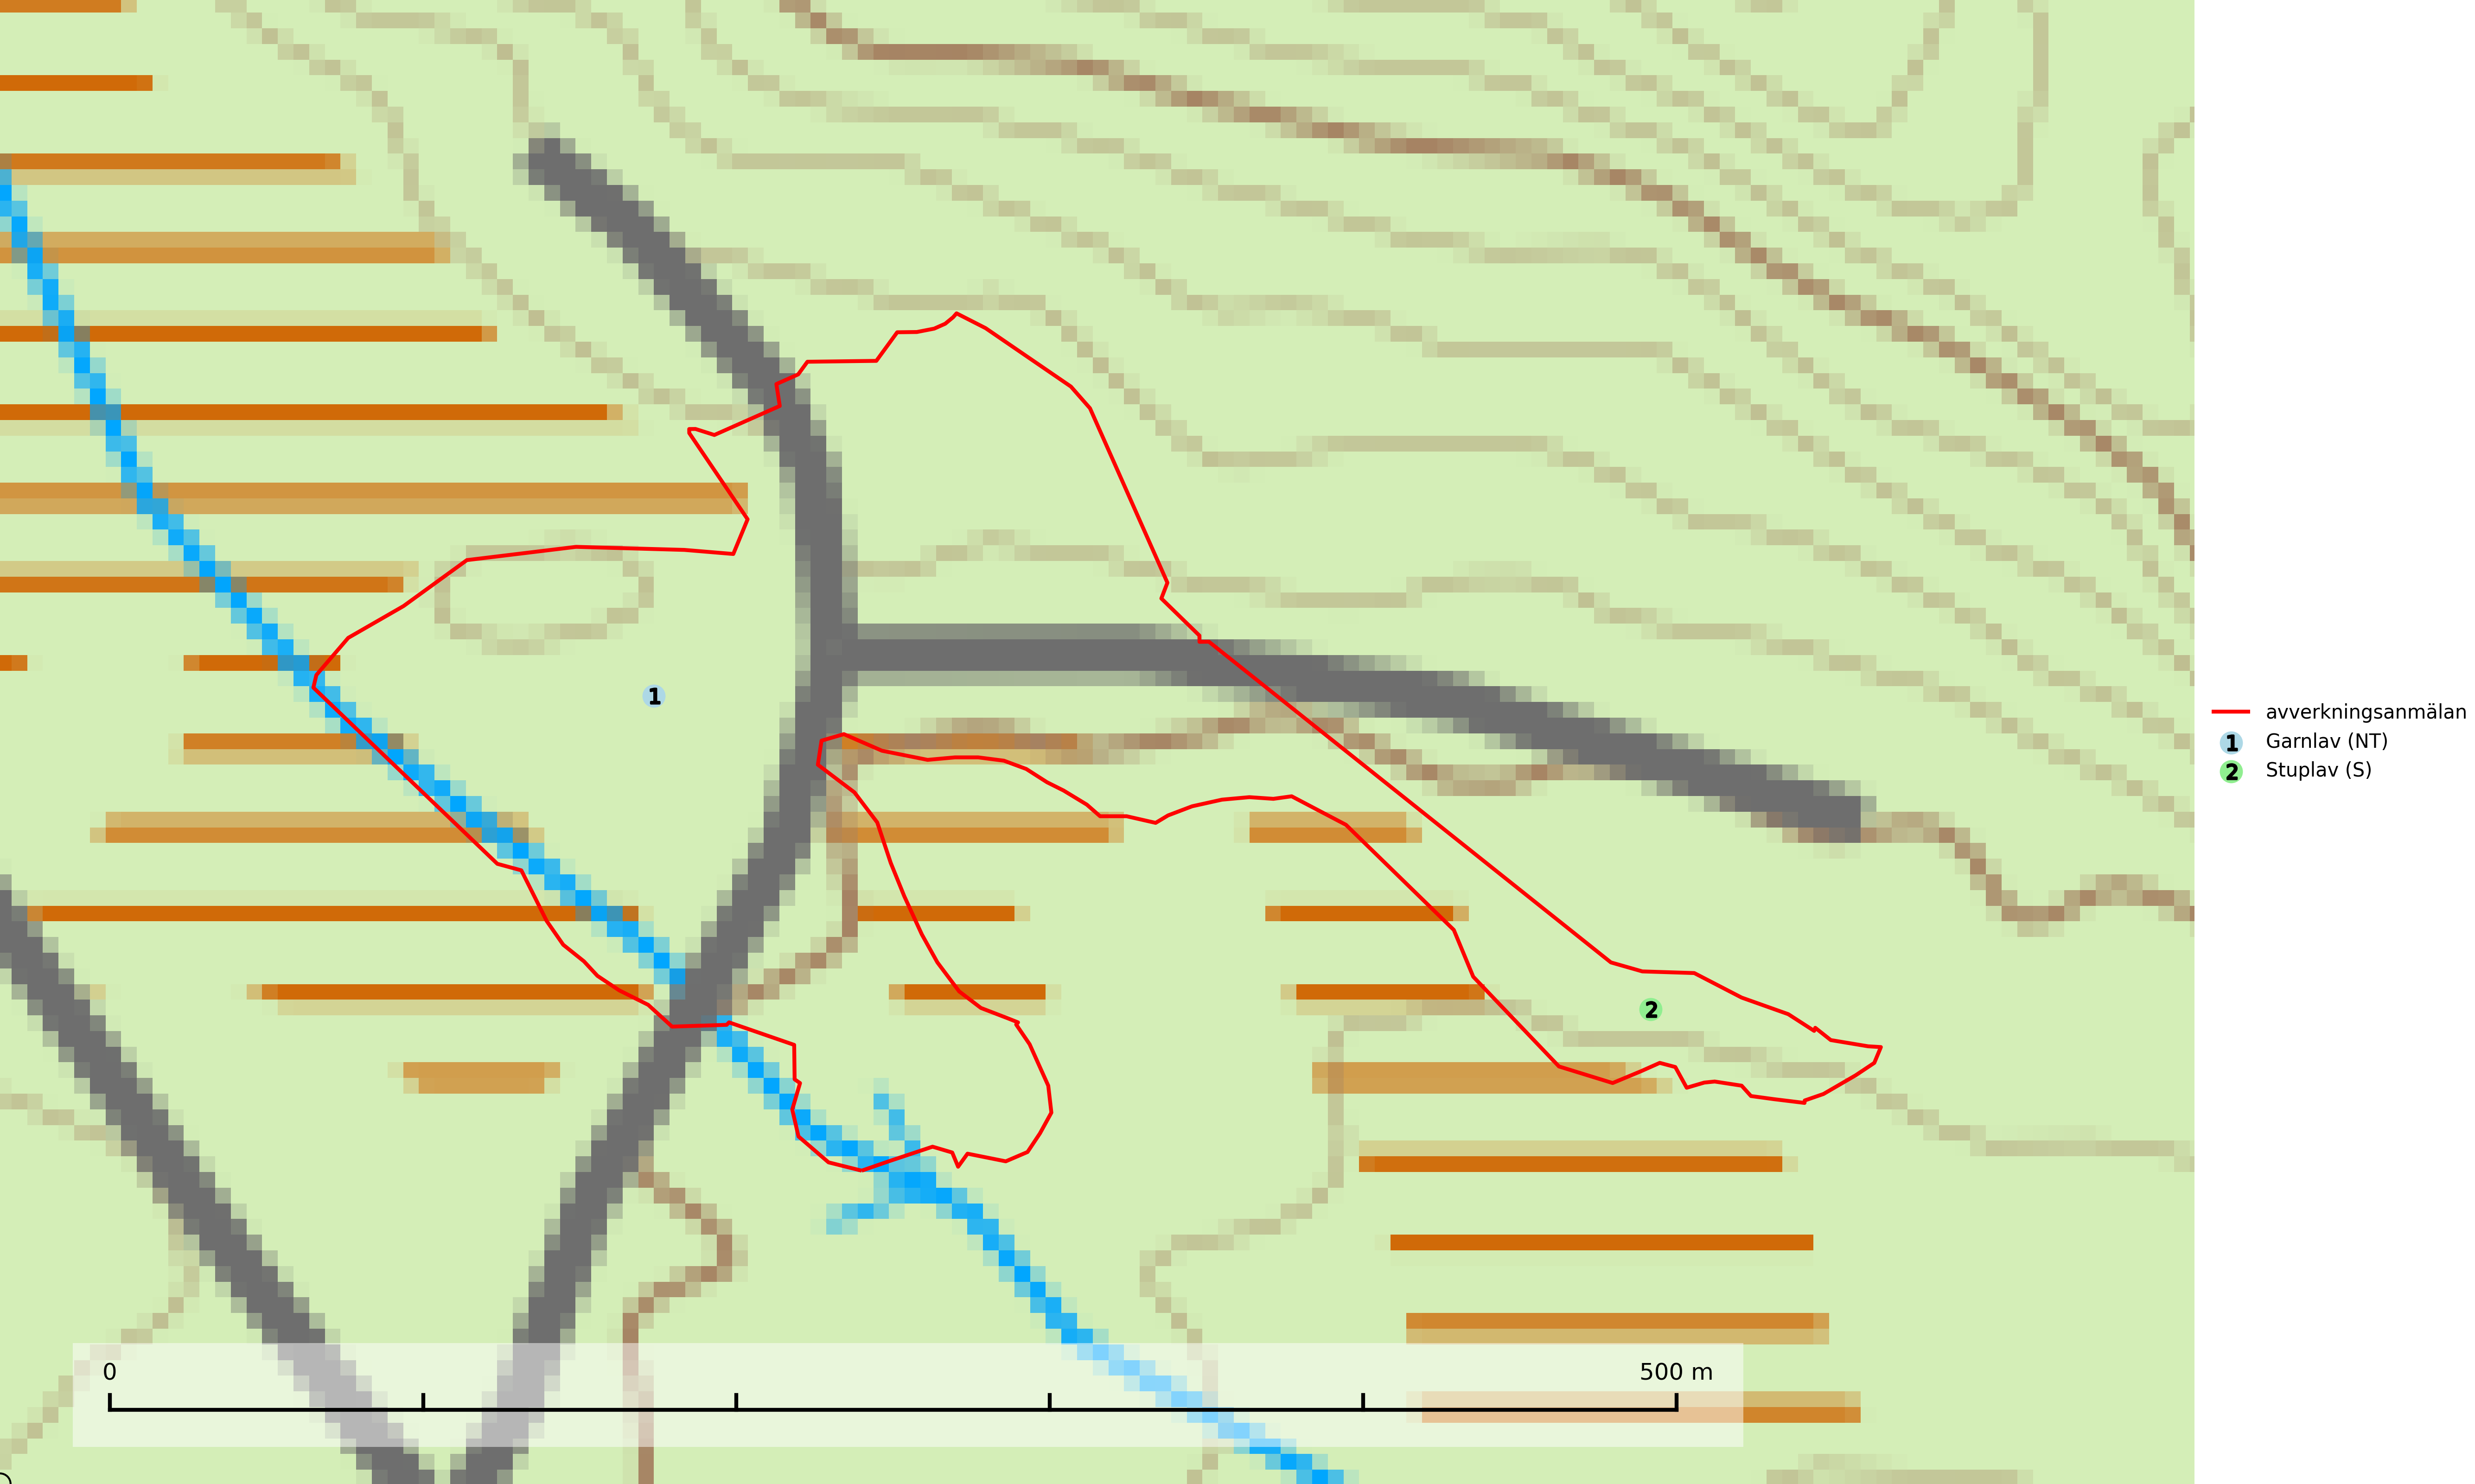 1
2
avverkningsanmälan
1 Garnlav (NT)
2 Stuplav (S)
0 500 m